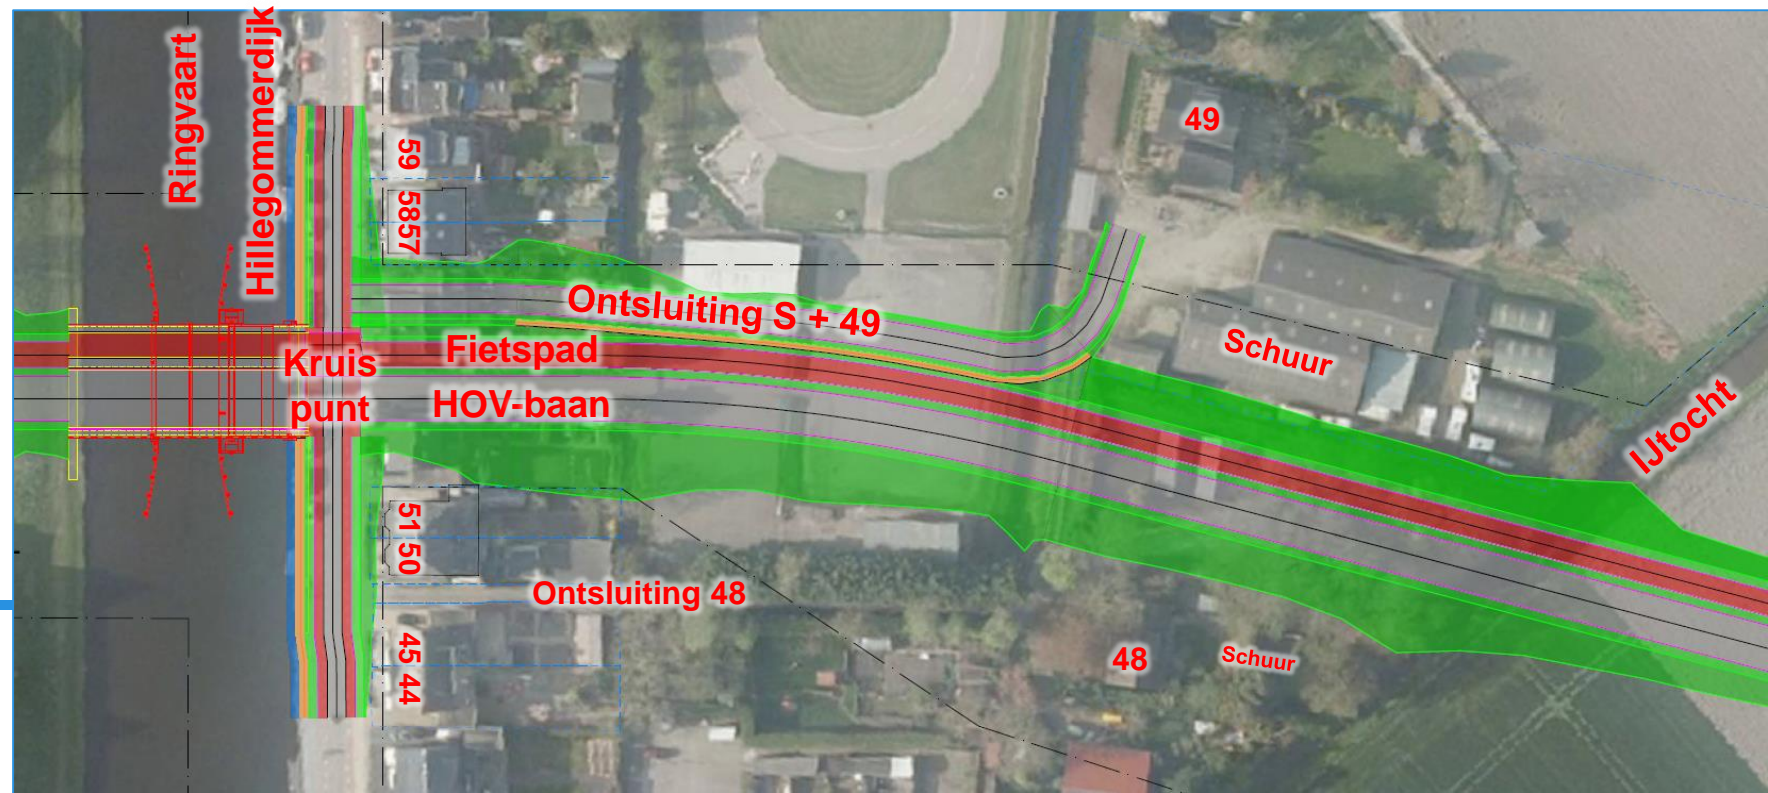 Ringvaart
Hillegommerdijk
59
5857
49
Ontsluiting S + 49
Kruis
punt
Fietspad
HOV-baan
Schuur
IJtocht
51 50
Ontsluiting 48
45 44
48
Schuur